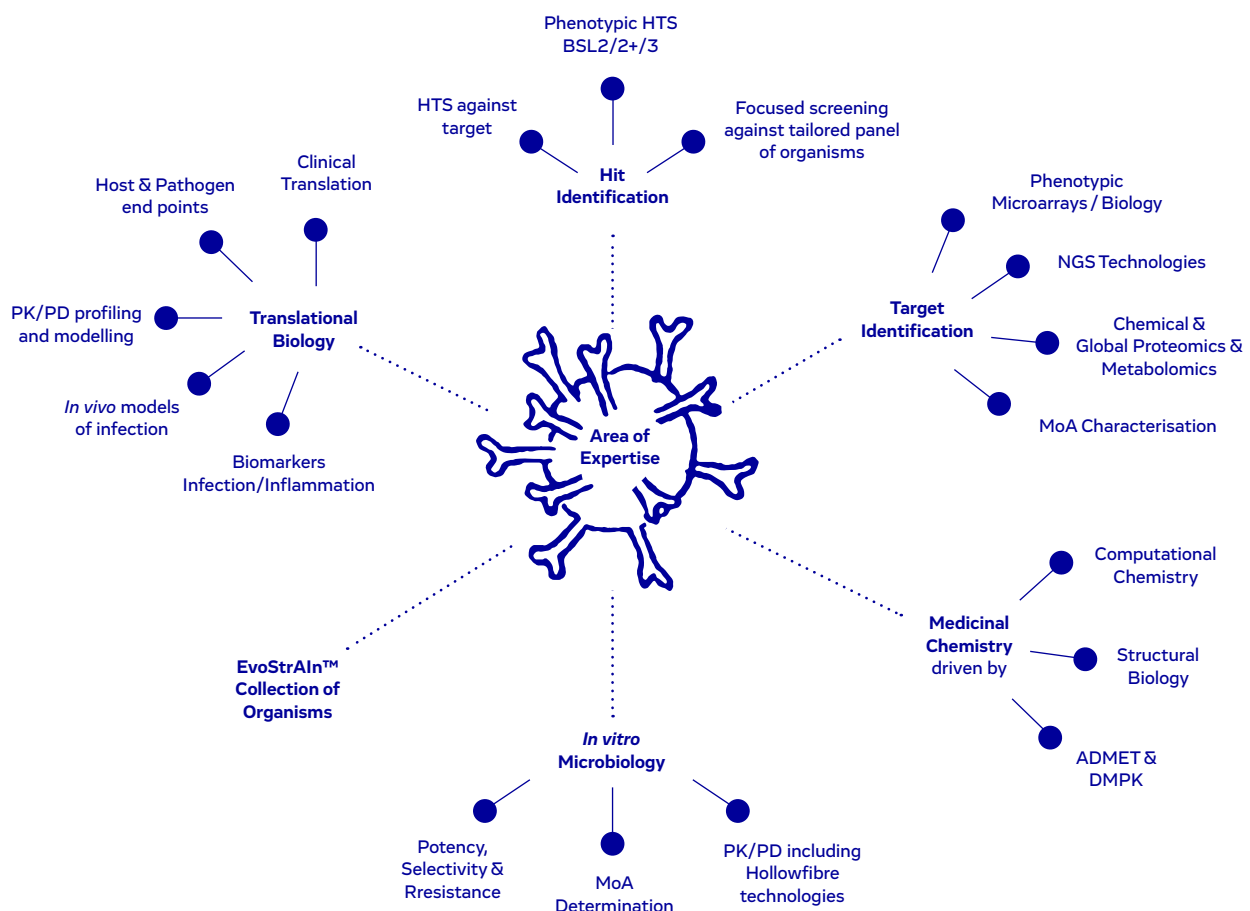 Phenotypic HTS
BSL2/2+/3
HTS against
target
Focused screening
against tailored panel
of organisms
Hit
Identification
Clinical
Translation
Host & Pathogen
end points
PK/PD profiling
and modelling
Translational
Biology
In vivo models
of infection
Biomarkers
Infection/Inflammation
Phenotypic
Microarrays / Biology
NGS Technologies
Target
Identification
Chemical &
Global Proteomics &
Metabolomics
MoA Characterisation
Area of
Expertise
Computational
Chemistry
Medicinal
Chemistry
driven by
Structural
Biology
ADMET &
DMPK
EvoStrAIn™
Collection of
Organisms
In vitro
Microbiology
Potency,
Selectivity &
Rresistance
MoA
Determination
PK/PD including
Hollowfibre
technologies